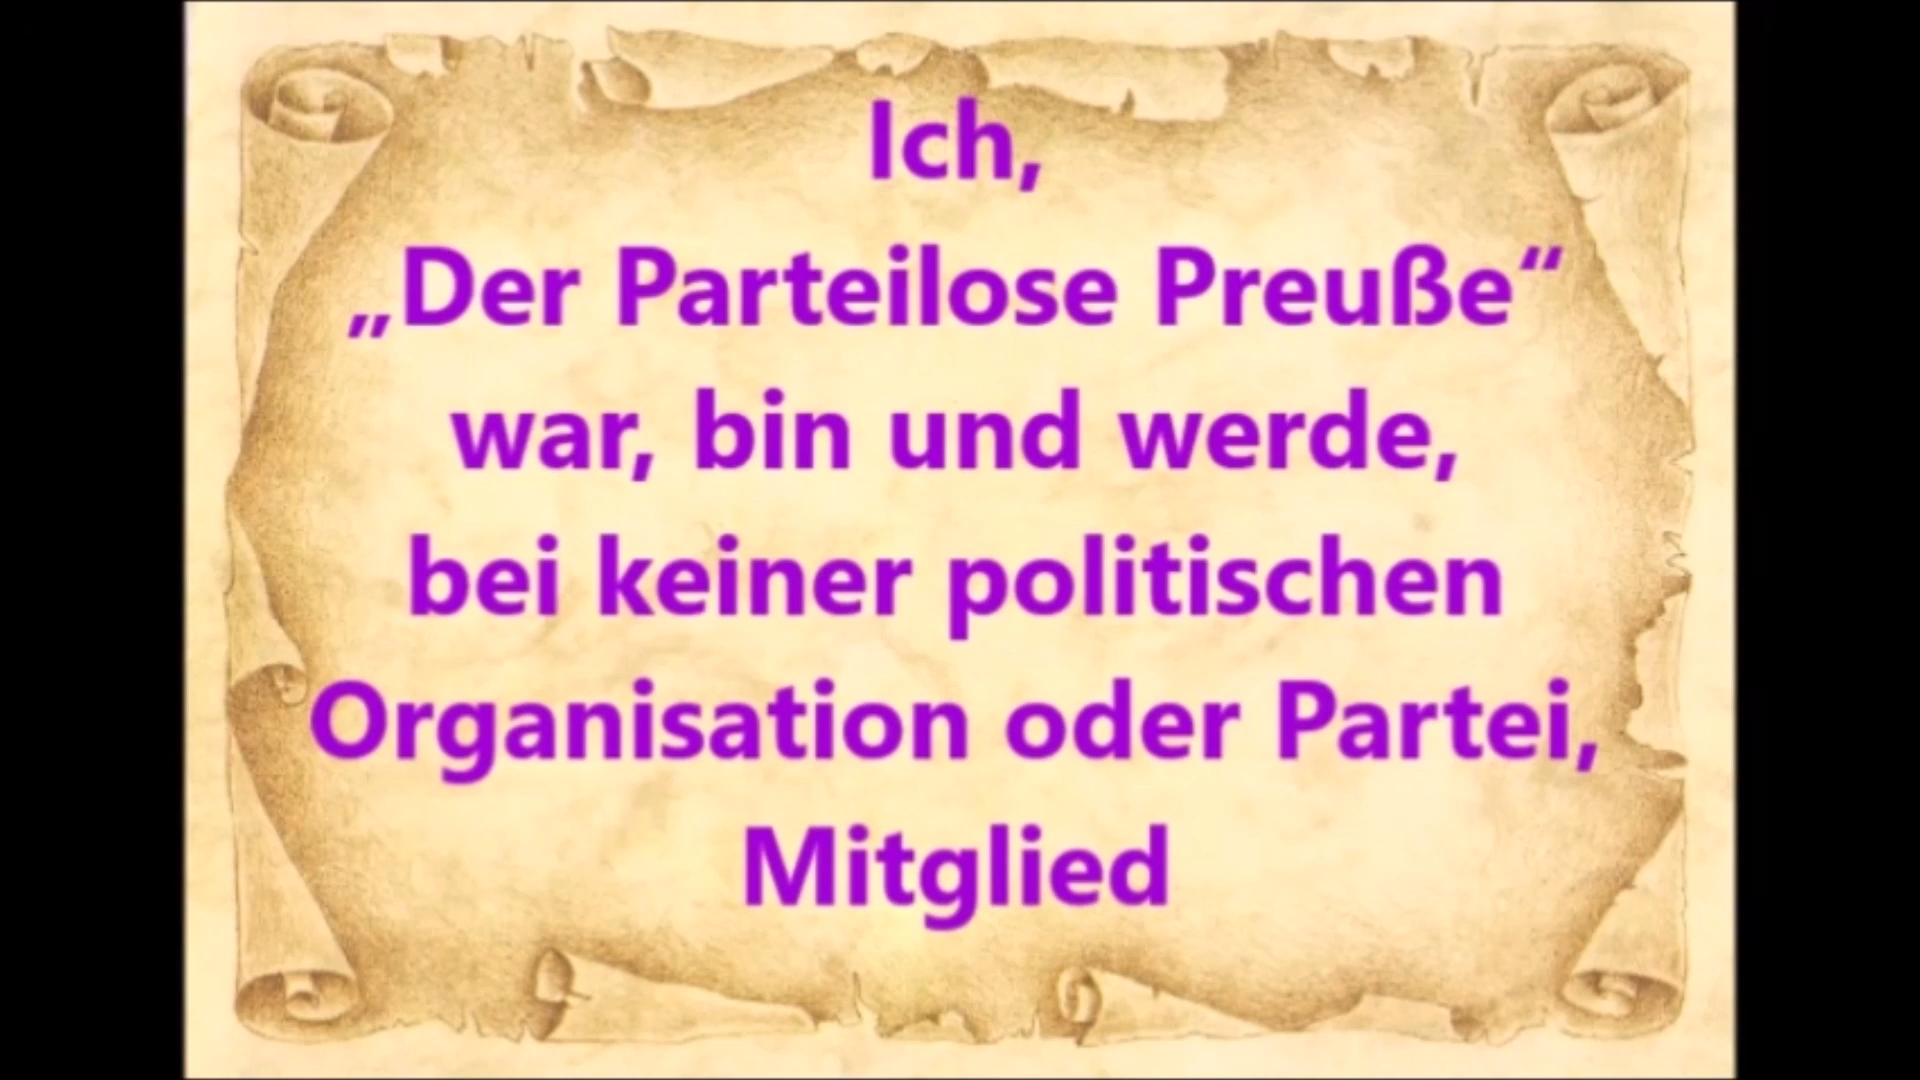 Ich,
„Der Parteilose Preuße“
war, bin und werde,
bei keiner politischen
Organisation oder Partei,
Mitglied